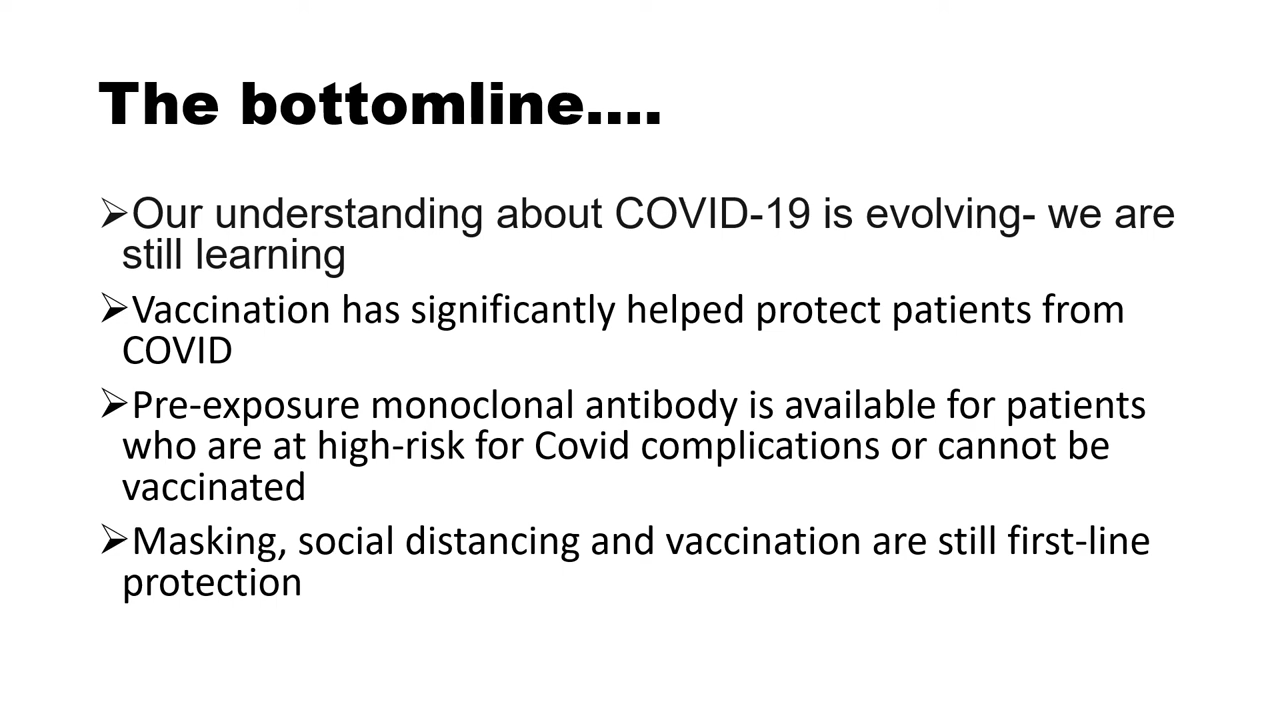 The bottomline....
➢Our understanding about COVID-19 is evolving- we are
still learning
➢Vaccination has significantly helped protect patients from
COVID
➢Pre-exposure monoclonal antibody is available for patients
who are at high-risk for Covid complications or cannot be
vaccinated
➢Masking, social distancing and vaccination are still first-line
protection